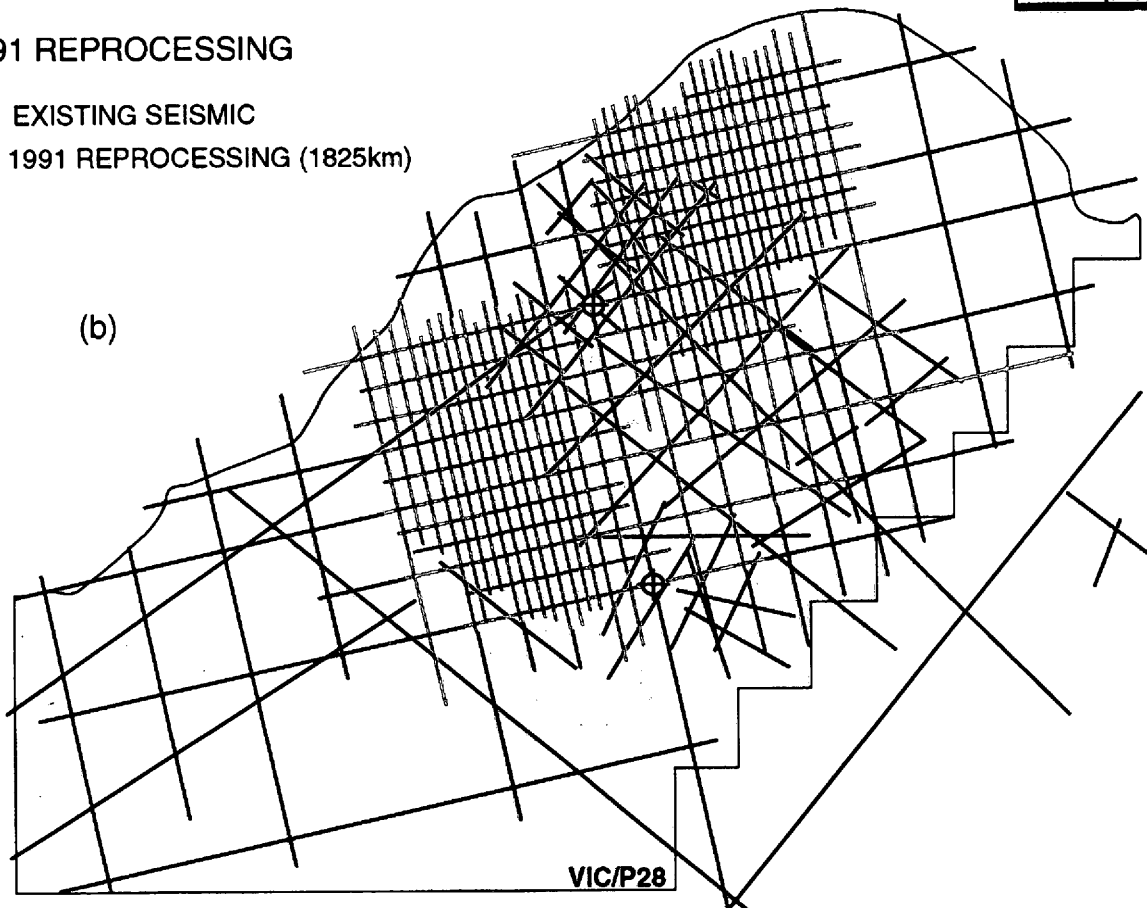 91 REPROCESSING
EXISTING SEISMIC
1991 REPROCESSING (1825km)
(b)
VIC/P28